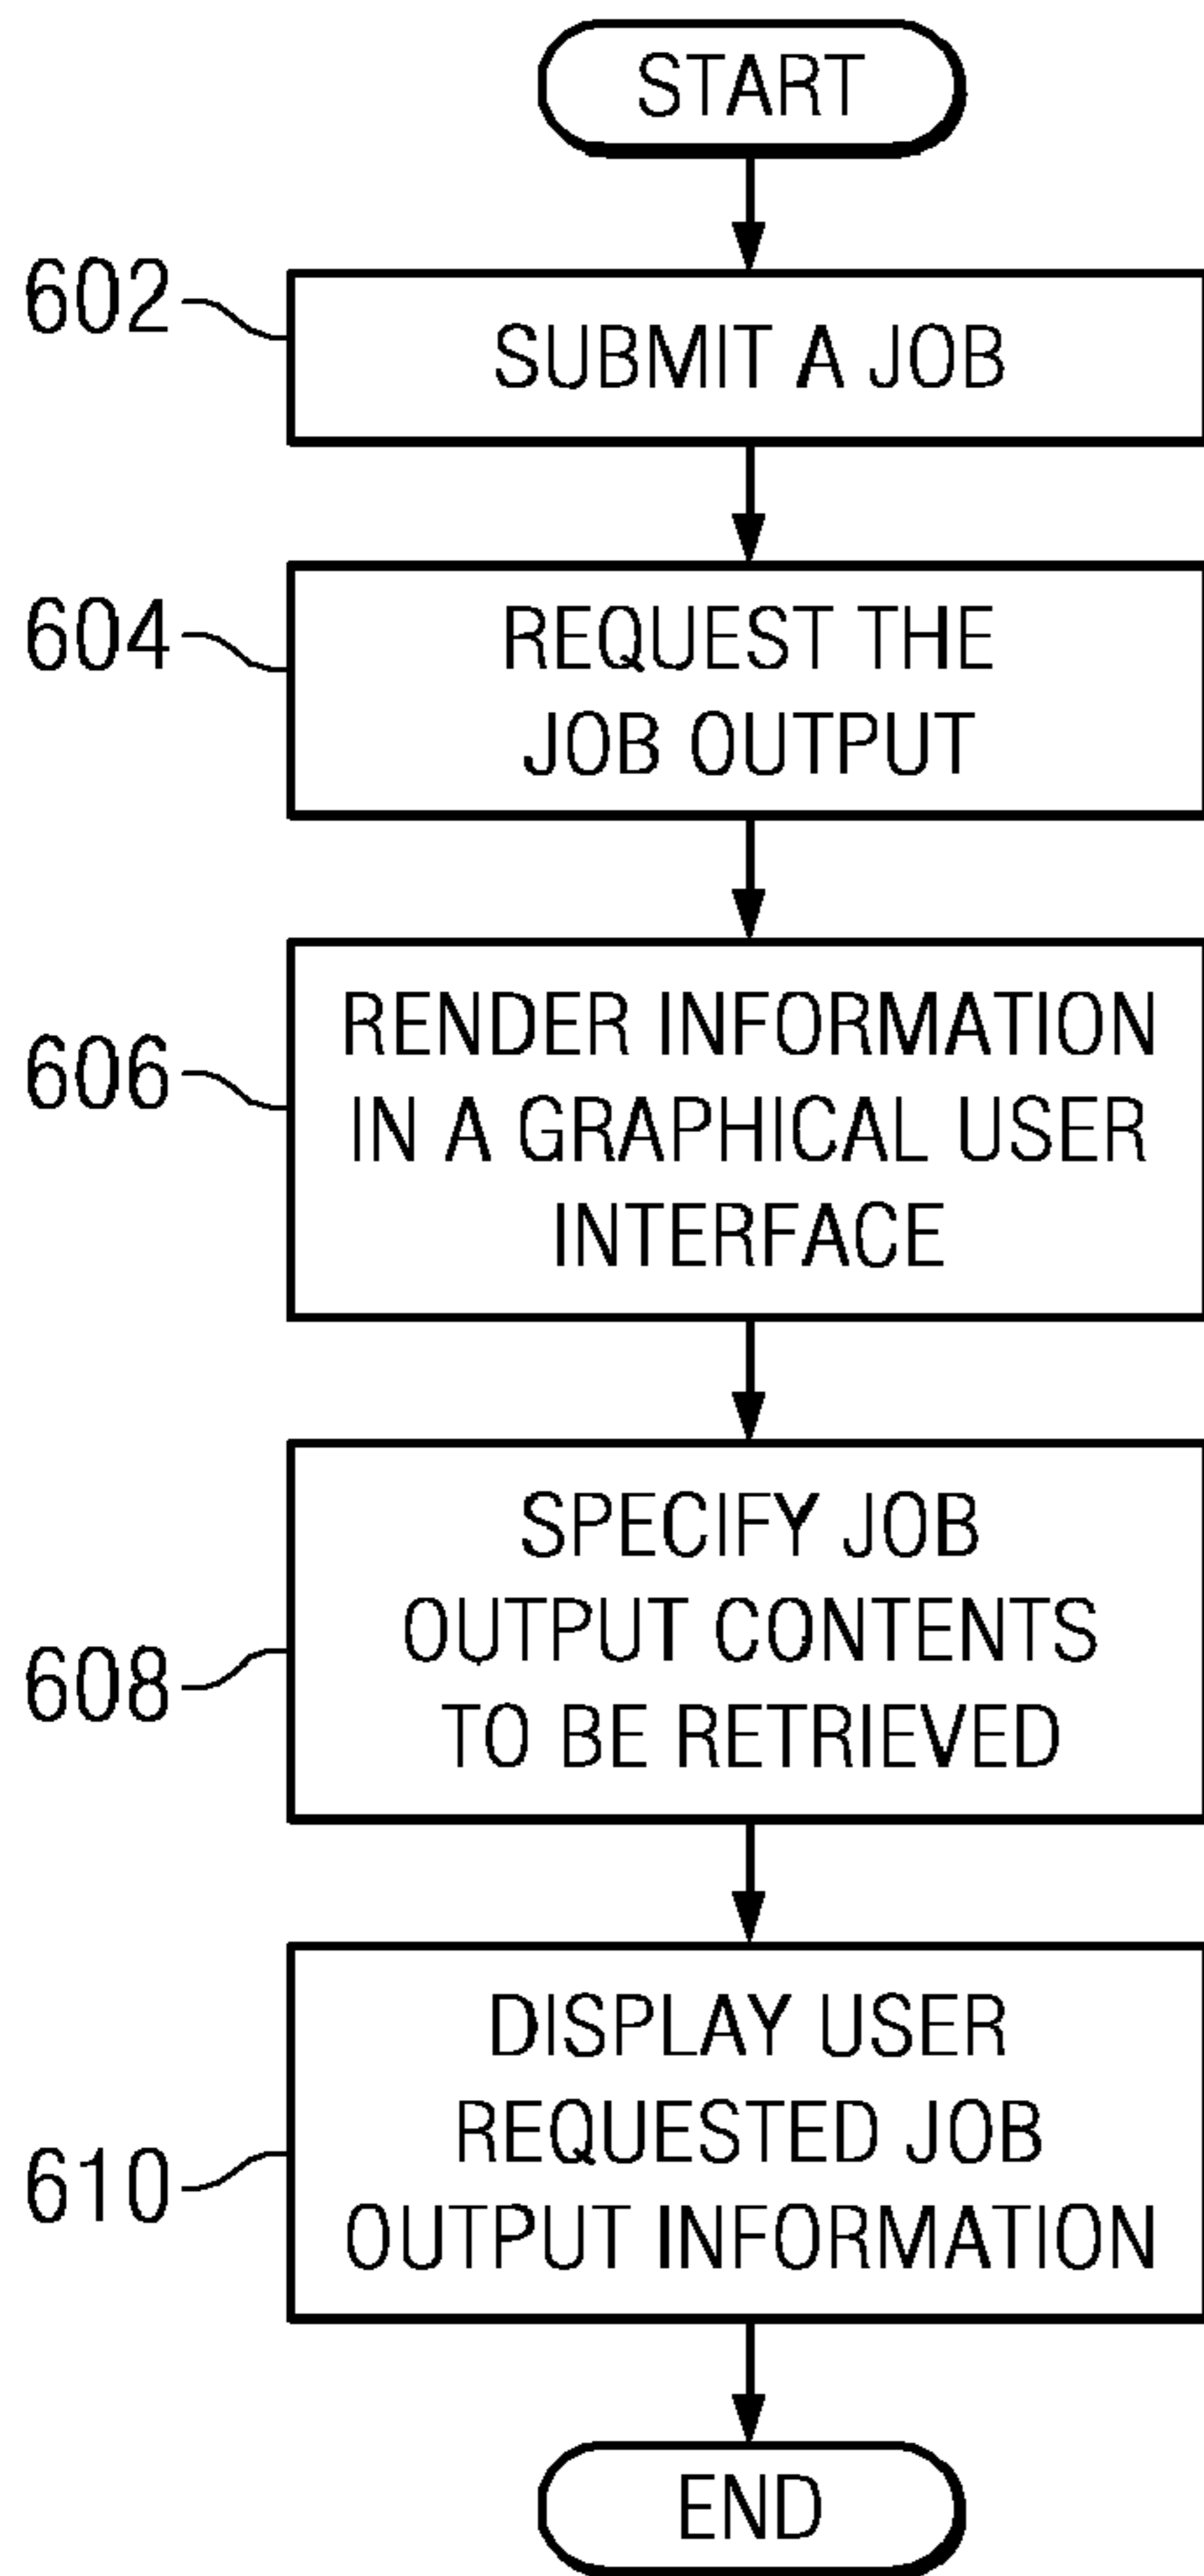 START
602
SUBMIT A JOB
604
REQUEST THE
JOB OUTPUT
606
RENDER INFORMATION
IN A GRAPHICAL USER
INTERFACE
608
SPECIFY JOB
OUTPUT CONTENTS
TO BE RETRIEVED
610
DISPLAY USER
REQUESTED JOB
OUTPUT INFORMATION
END